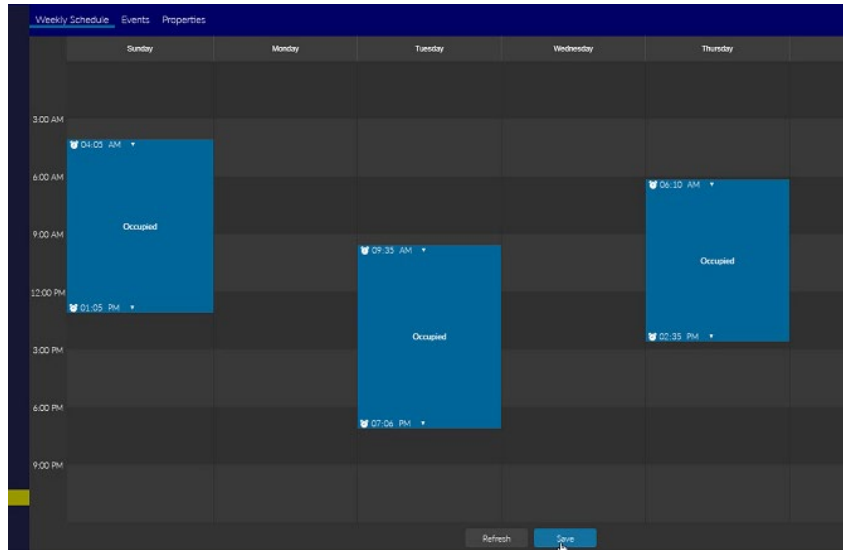 Weekly Schedule Events Properties
Sunday Monday Tuesday Wednesday Thursday
3:00 AM
04:05 AM
6:00 AM
06:10 AM
Occupied
9:00 AM
09:35 AM
Occupied
12:00 PM
01:05 PM
Occupied
02:35 PM
3:00 PM
6:00 PM
07:06 PM
9:00 PM
Refresh Save